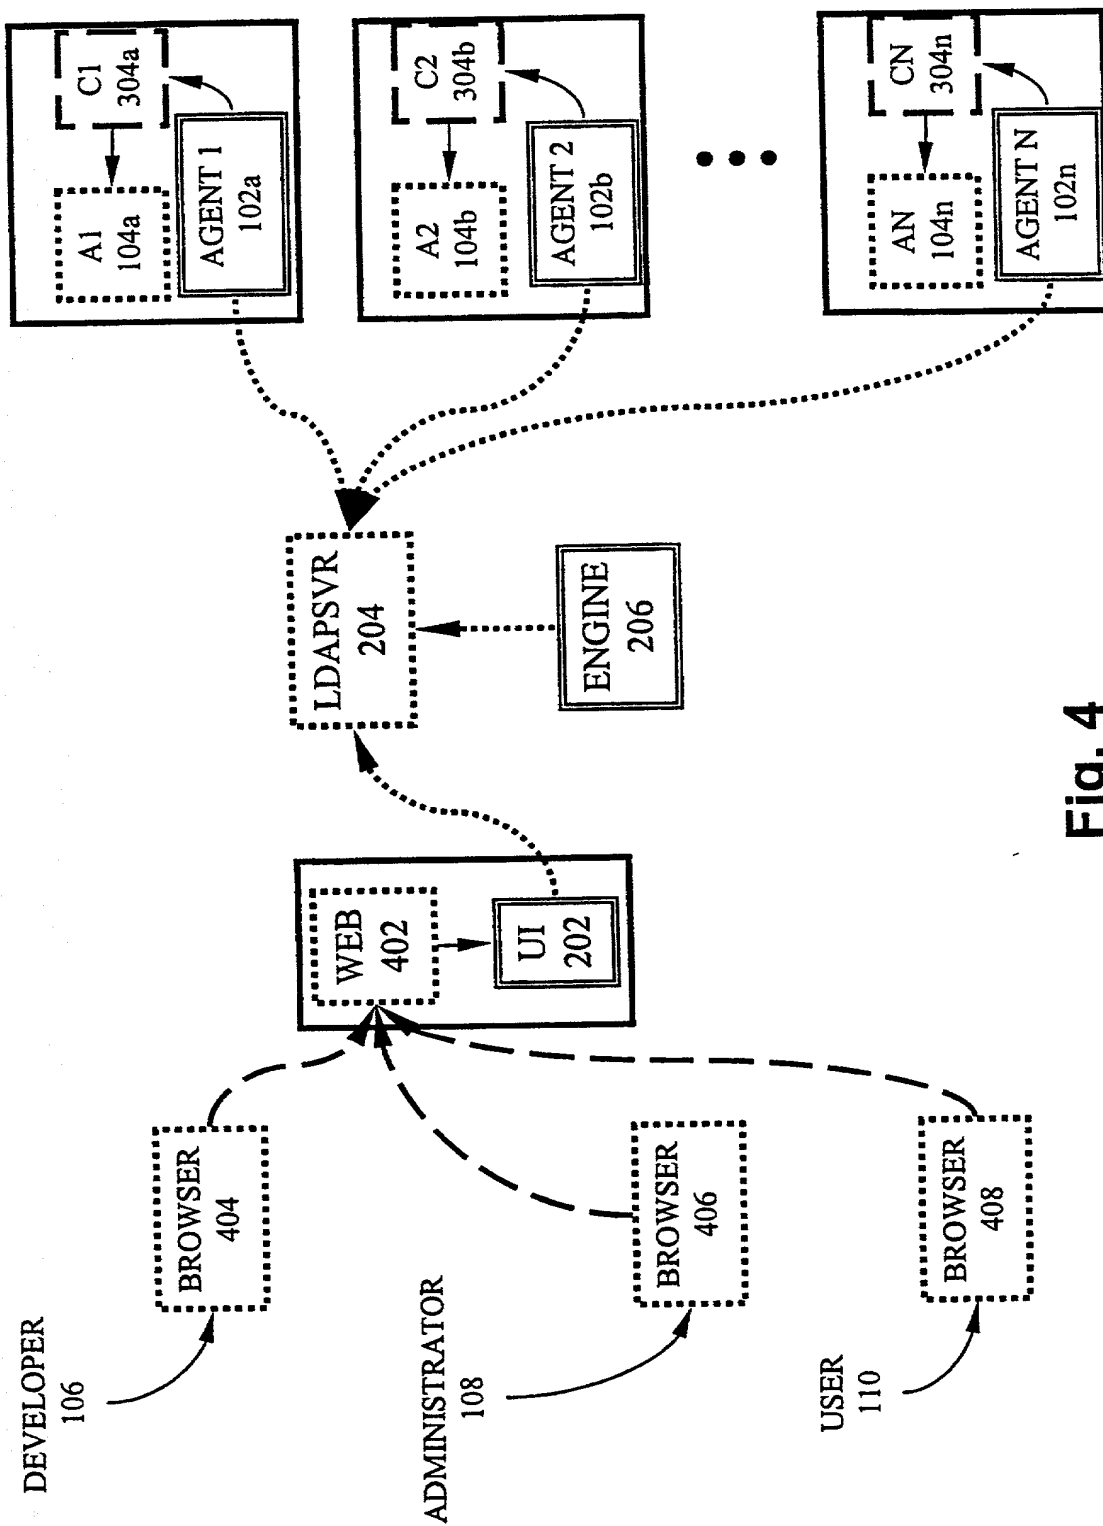 DEVELOPER
106
BROWSER
404
ADMINISTRATOR
108
BROWSER
406
USER
110
BROWSER
408
WEB
402
UI
202
LDAPSVR
204
ENGINE
206
A1
104a
C1
304a
AGENT 1
102a
A2
104b
C2
304b
AGENT 2
102b
AN
104n
CN
304n
AGENT N
102n
Fig. 4